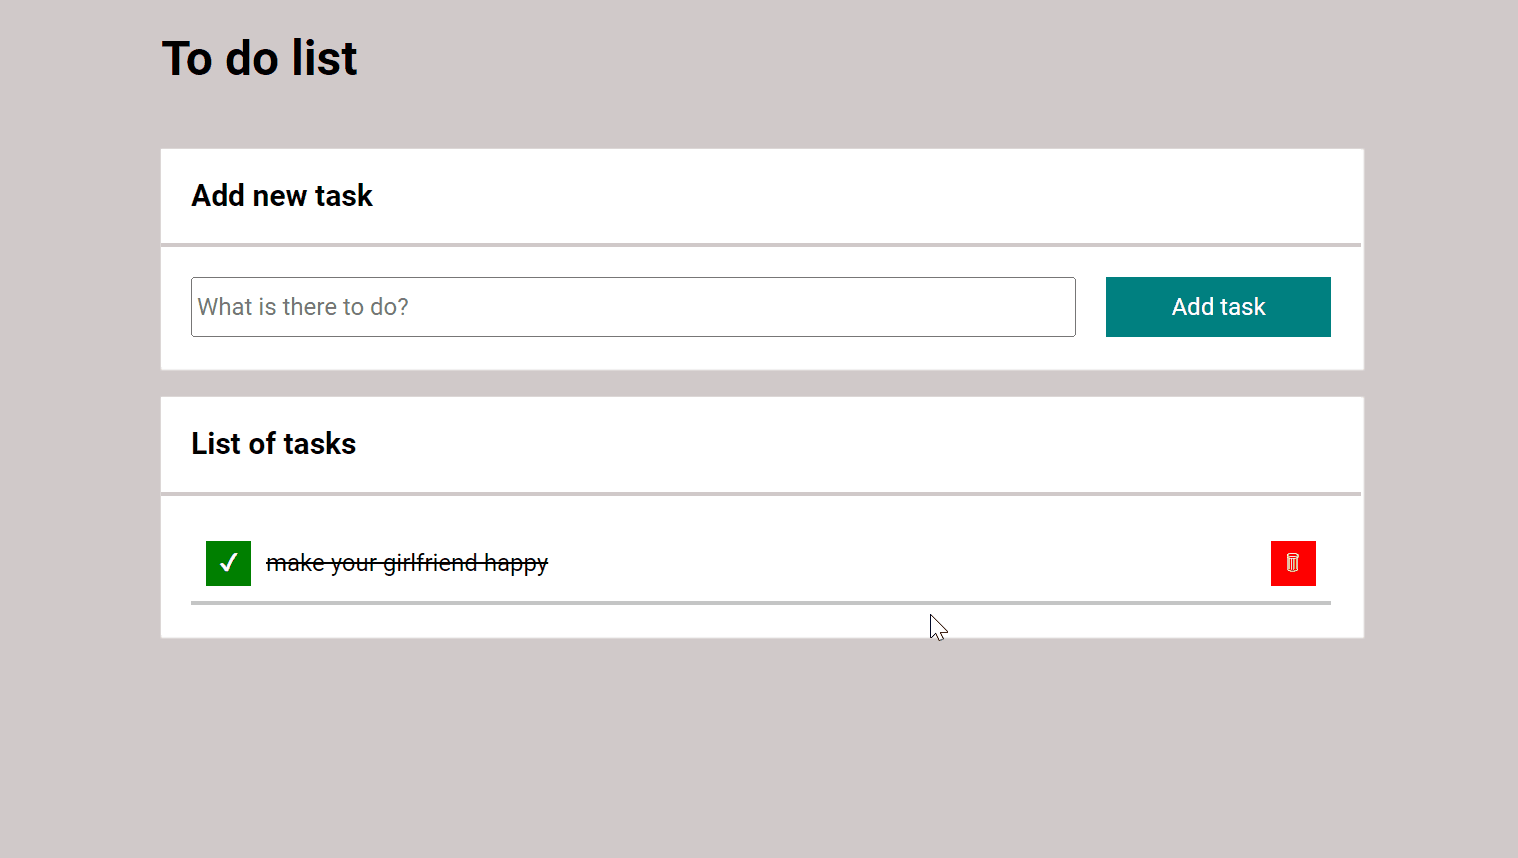 To do list
Add new task
What is there to do?
Add task
List of tasks
make your girlfriend happy